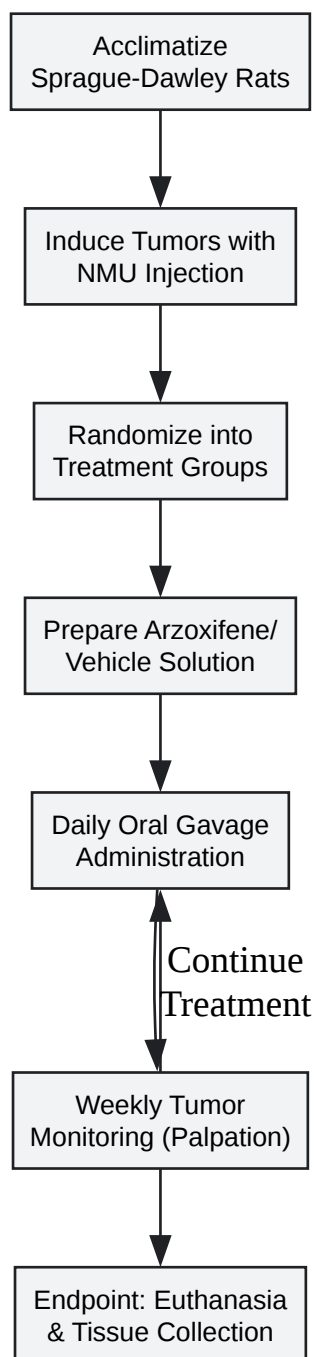 Acclimatize
Sprague-Dawley Rats
Induce Tumors with
NMU Injection
Randomize into
Treatment Groups
Prepare Arzoxifene/
Vehicle Solution
Daily Oral Gavage
Administration
Continue
Treatment
Weekly Tumor
Monitoring (Palpation)
Endpoint: Euthanasia
& Tissue Collection